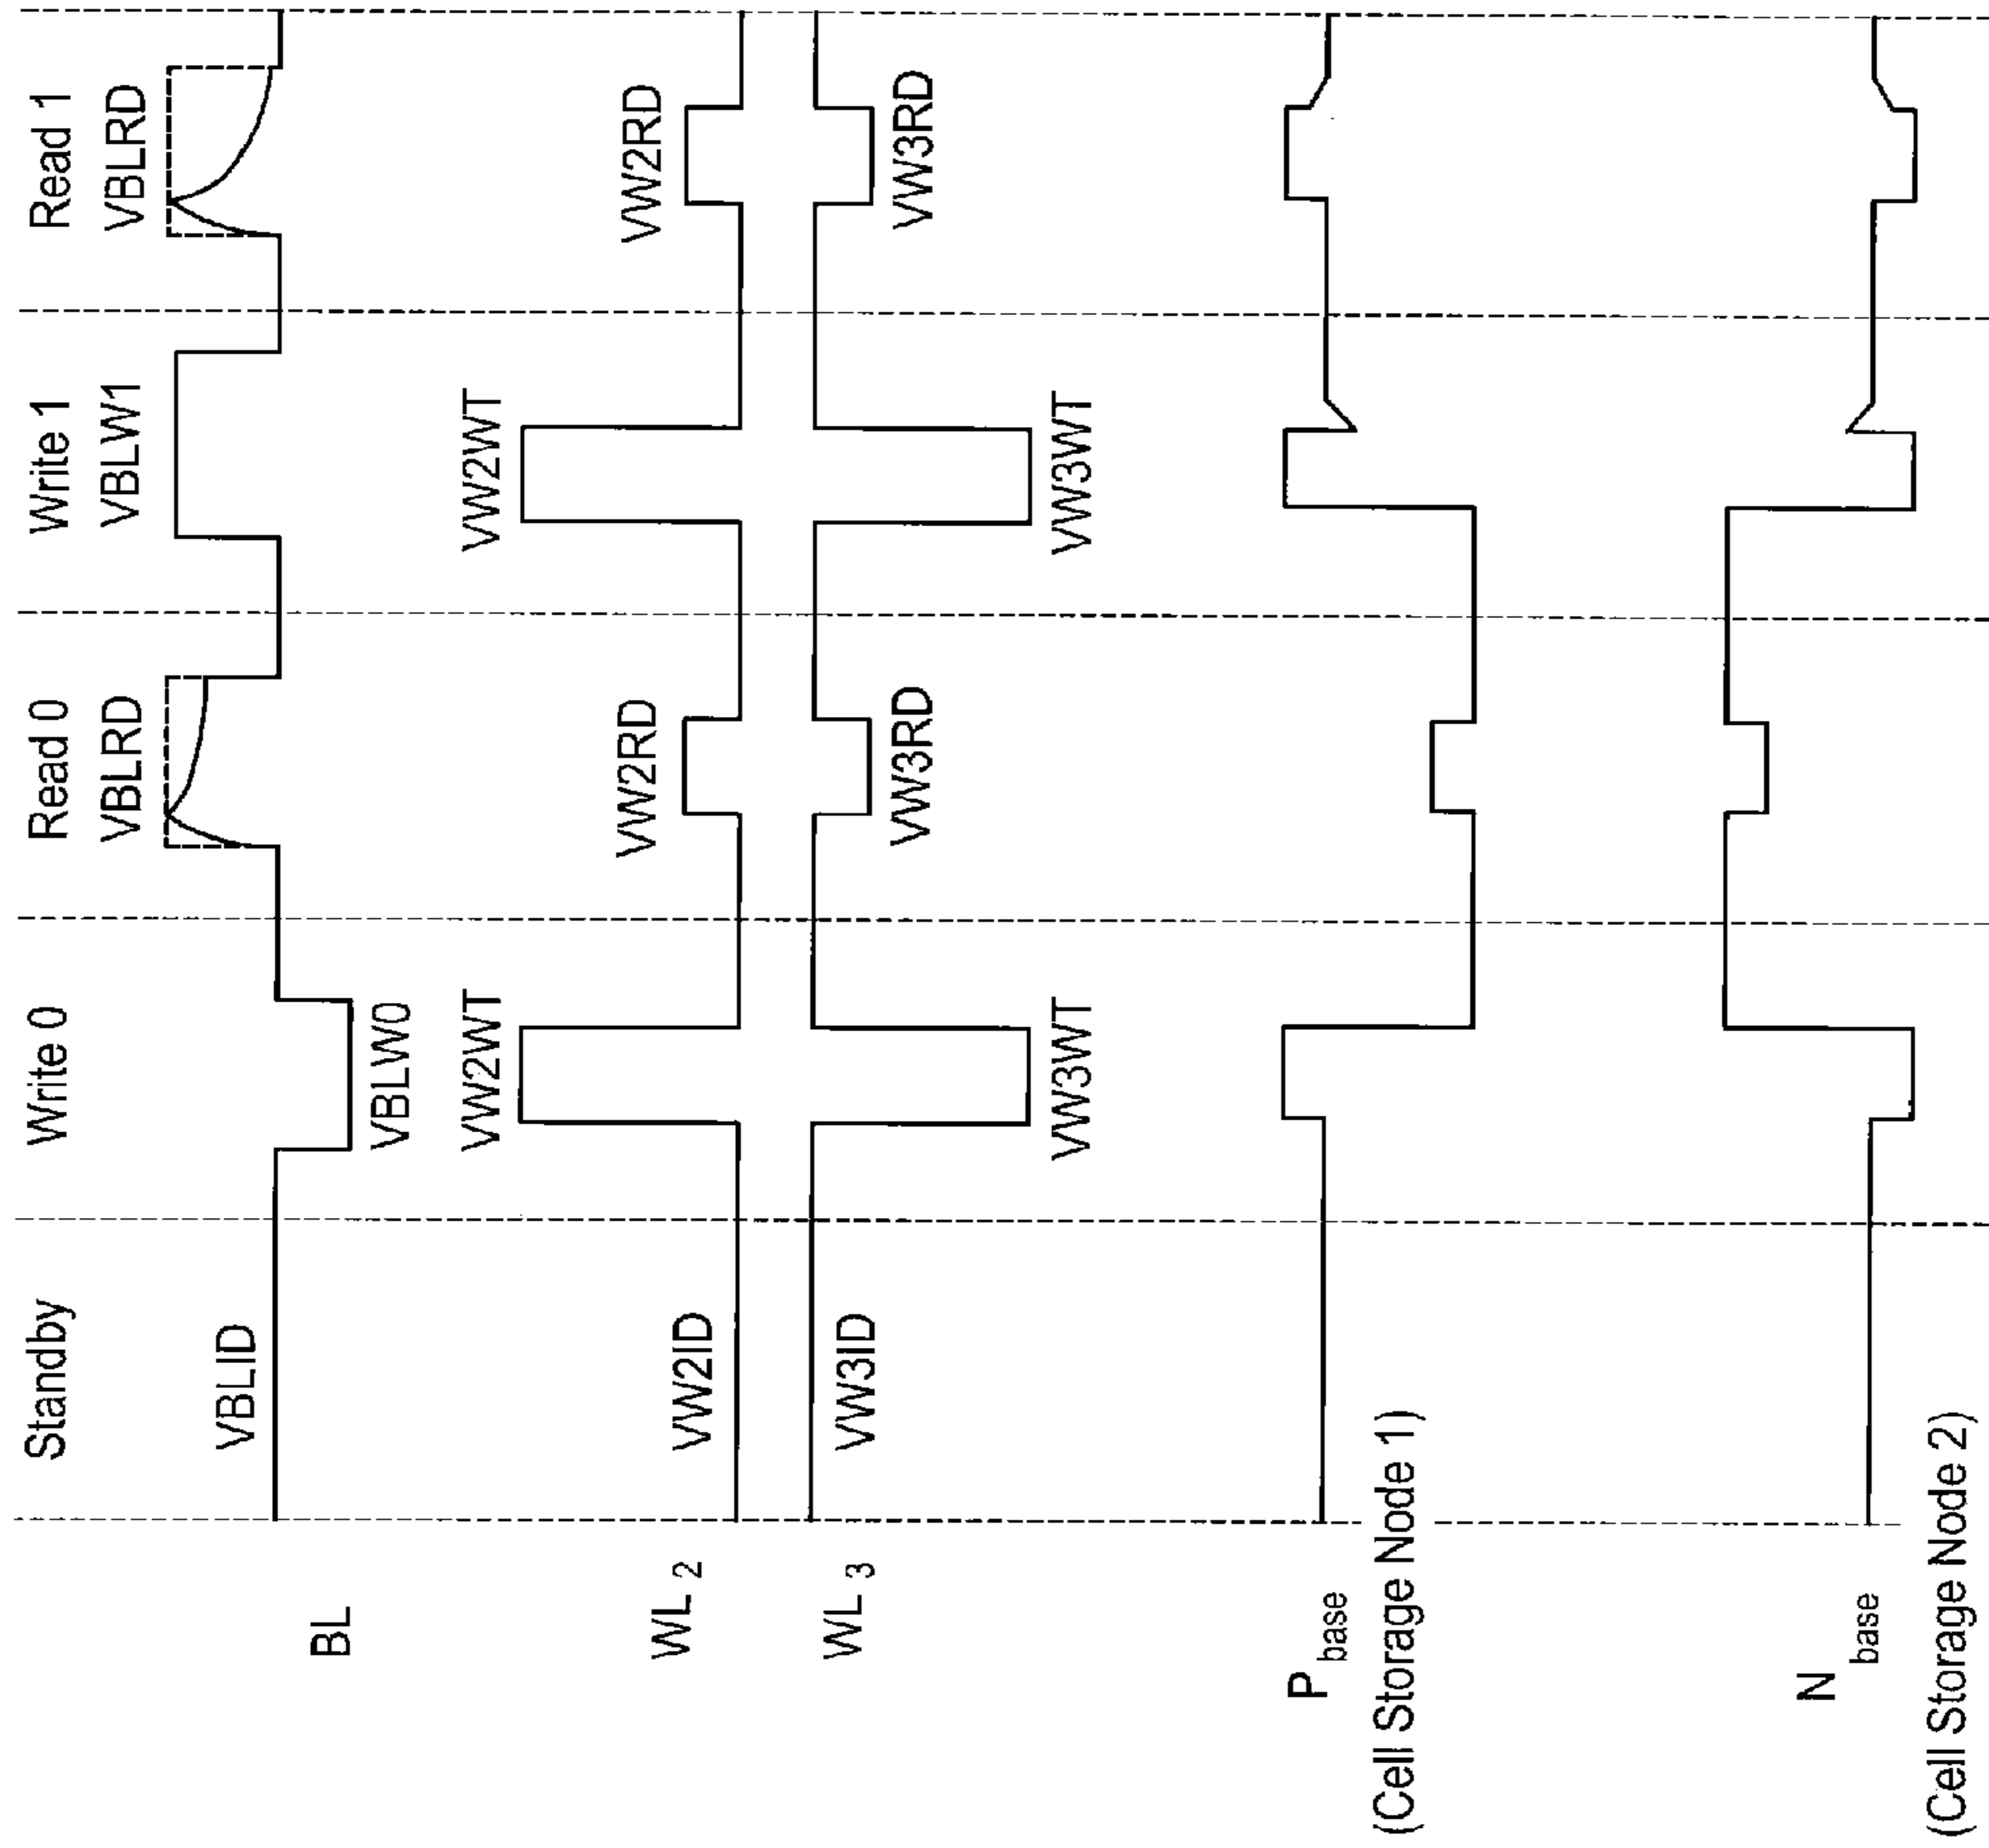 Standby Write 0 Read 0 Write 1 Read 1
VBLRD VBLW1 VBLRD
VBLID
BL
VBLW0
VW2WT VW2WT
VW2RD VW2RD
WL 2 VW2ID
WL 3 VW3ID
VW3RD VW3RD
VW3WT VW3WT
P base
(Cell Storage Node 1)
N base
(Cell Storage Node 2)